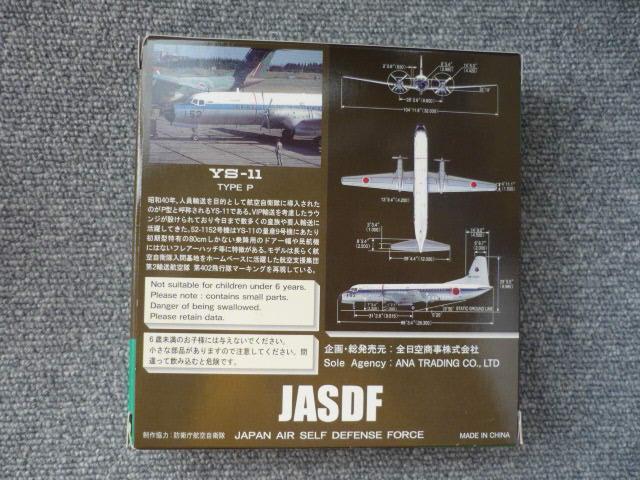 YS-11
TYPE P
昭和40年、人員輸送を目的として航空自衛隊に導入された
のがP型と呼称されるYS-11である。VIP輸送を考慮したラウ
ンジが設けられており今日まで数多くの皇族や要人輸送に
活躍してきた。52-1152号機はYS-11の量産9号機にあたり
初期型特有の80cmしかない乗降用のドアー幅や民航機
にはないフレアーハッチ等に特徴がある。モデルは長らく航
空自衛隊入間基地をホームベースに活躍した航空支援集団
第2輸送航空隊 第402飛行隊マーキングを再現している。
Not suitable for children under 6 years.
Please note : contains small parts.
Danger of being swallowed.
Please retain data.
6歳未満のお子様には与えないでください。
小さな部品がありますので注意してください。間
違って飲み込むと危険です。
152
STATIC GROUND LINE
企画・総発売元：全日空商事株式会社
Sole Agency : ANA TRADING CO., LTD
JASDF
制作協力：防衛庁航空自衛隊 JAPAN AIR SELF DEFENSE FORCE MADE IN CHINA